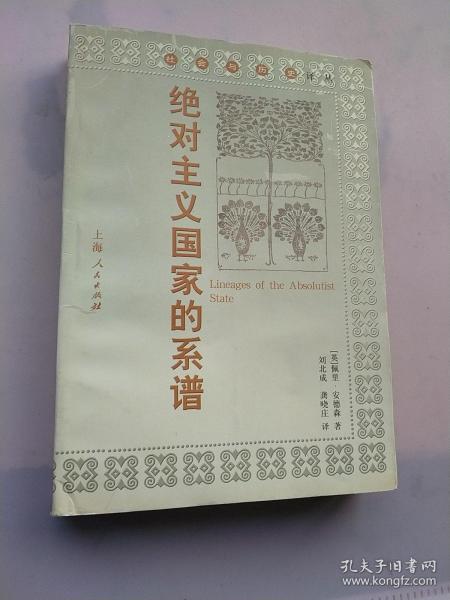 社会与历史译丛
绝对主义国家的系谱
Lineages of the Absolutist
State
[英]佩里·安德森 著
刘北成 龚晓庄 译
上海人民出版社
孔夫子旧书网
www.kongfz.com